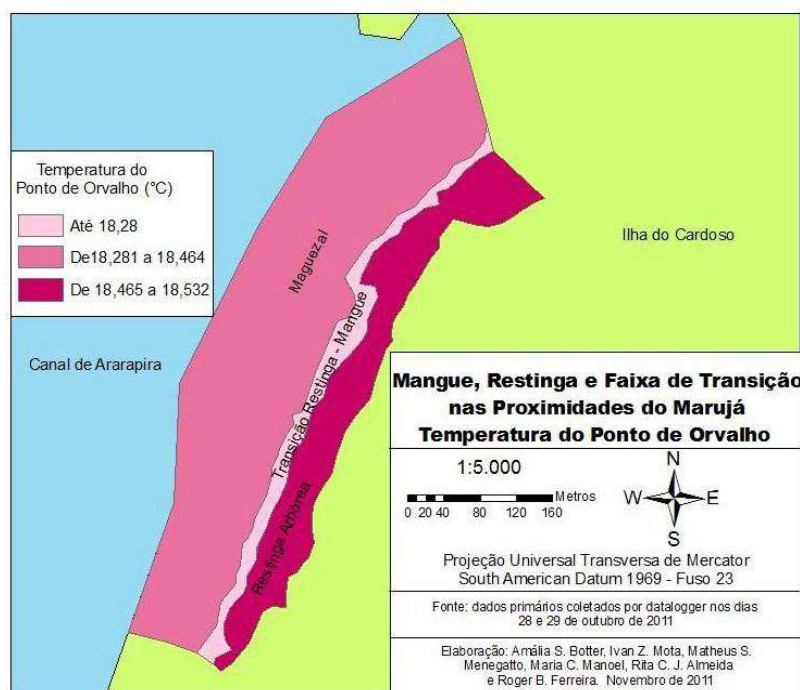 Temperatura do
Ponto de Orvalho (°C)
Até 18,28
De18,281 a 18,464
De 18,465 a 18,532
Maguezal
Ilha do Cardoso
Canal de Ararapira
Transição Restinga - Mangue
Restinga Arbórea
Mangue, Restinga e Faixa de Transição
nas Proximidades do Marujá
Temperatura do Ponto de Orvalho
1:5.000
Metros
0 20 40 80 120 160
N
W E
S
Projeção Universal Transversa de Mercator
South American Datum 1969 - Fuso 23
Fonte: dados primários coletados por datalogger nos dias
28 e 29 de outubro de 2011
Elaboração: Amália S. Botter, Ivan Z. Mota, Matheus S.
Menegatto, Maria C. Manoel, Rita C. J. Almeida
e Roger B. Ferreira. Novembro de 2011